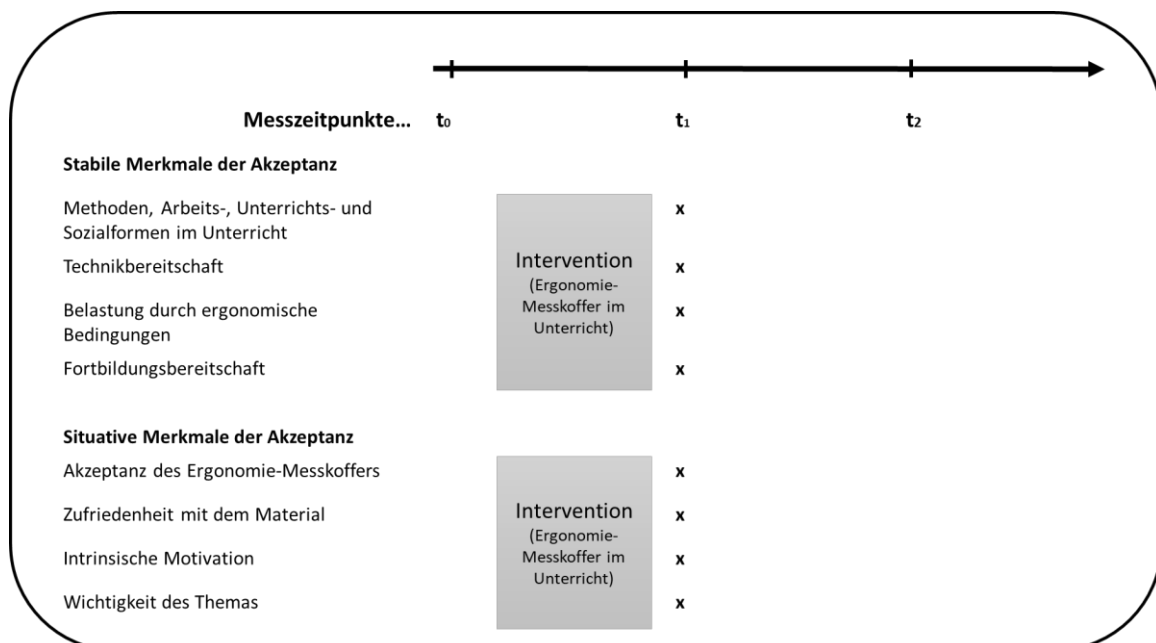 Messzeitpunkte... t₀ t₁ t₂
Stabile Merkmale der Akzeptanz
Methoden, Arbeits-, Unterrichts- und
Sozialformen im Unterricht
x
Technikbereitschaft
x
Belastung durch ergonomische
Bedingungen
x
Fortbildungsbereitschaft
x
Intervention
(Ergonomie-
Messkoffer im
Unterricht)
Situative Merkmale der Akzeptanz
Akzeptanz des Ergonomie-Messkoffers
x
Zufriedenheit mit dem Material
x
Intrinsische Motivation
x
Wichtigkeit des Themas
x
Intervention
(Ergonomie-
Messkoffer im
Unterricht)